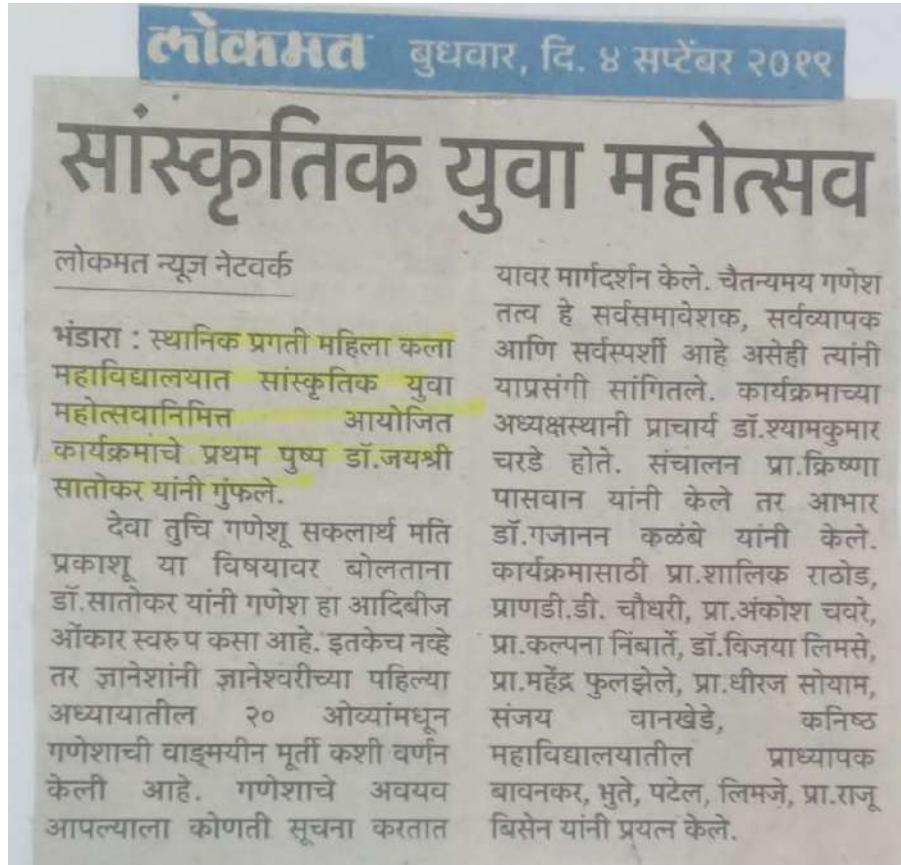 लोकमत बुधवार, दि. ४ सप्टेंबर २०१९
सांस्कृतिक युवा महोत्सव
लोकमत न्यूज नेटवर्क
भंडारा : स्थानिक प्रगती महिला कला
महाविद्यालयात सांस्कृतिक युवा
महोत्सवानिमित्त आयोजित
कार्यक्रमाचे प्रथम पुष्प डॉ.जयश्री
सातोकर यांनी गुंफले.
देवा तुचि गणेशू सकलार्थ मति
प्रकाशू या विषयावर बोलताना
डॉ.सातोकर यांनी गणेश हा आदिबीज
ओंकार स्वरु प कसा आहे. इतकेच नव्हे
तर ज्ञानेशांनी ज्ञानेश्वरीच्या पहिल्या
अध्यायातील २० ओव्यांमधून
गणेशाची वाङ्मयीन मूर्ती कशी वर्णन
केली आहे. गणेशाचे अवयव
आपल्याला कोणती सूचना करतात
यावर मार्गदर्शन केले. चैतन्यमय गणेश
तत्व हे सर्वसमावेशक, सर्वव्यापक
आणि सर्वस्पर्शी आहे असेही त्यांनी
याप्रसंगी सांगितले. कार्यक्रमाच्या
अध्यक्षस्थानी प्राचार्य डॉ.श्यामकुमार
चरडे होते. संचालन प्रा.क्रिष्णा
पासवान यांनी केले तर आभार
डॉ.गजानन कळंबे यांनी केले.
कार्यक्रमासाठी प्रा.शालिक राठोड,
प्राणडी.डी. चौधरी, प्रा.अंकोश चवरे,
प्रा.कल्पना निंबार्ते, डॉ.विजया लिमसे,
प्रा.महेंद्र फुलझेले, प्रा.धीरज सोयाम,
संजय वानखेडे, कनिष्ठ
महाविद्यालयातील प्राध्यापक
बावनकर, भुते, पटेल, लिमजे, प्रा.राजू
बिसेन यांनी प्रयत्न केले.